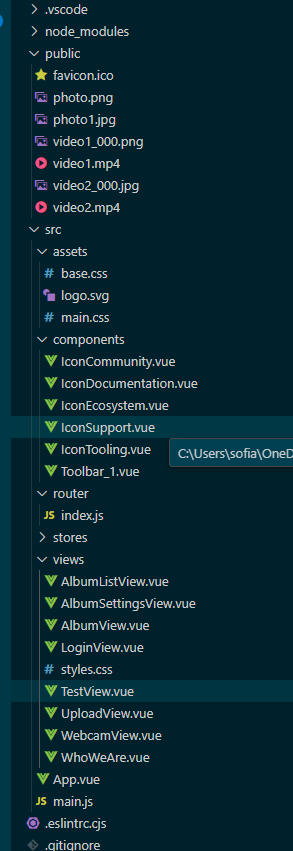 .vscode
node_modules
public
favicon.ico
photo.png
photo1.jpg
video1_000.png
video1.mp4
video2_000.jpg
video2.mp4
src
assets
base.css
logo.svg
main.css
components
IconCommunity.vue
IconDocumentation.vue
IconEcosystem.vue
IconSupport.vue
IconTooling.vue
C:\Users\sofia\OneD
Toolbar_1.vue
router
JS index.js
stores
views
AlbumListView.vue
AlbumSettingsView.vue
AlbumView.vue
LoginView.vue
styles.css
TestView.vue
UploadView.vue
WebcamView.vue
WhoWeAre.vue
App.vue
JS main.js
.eslintrc.cjs
.gitignore